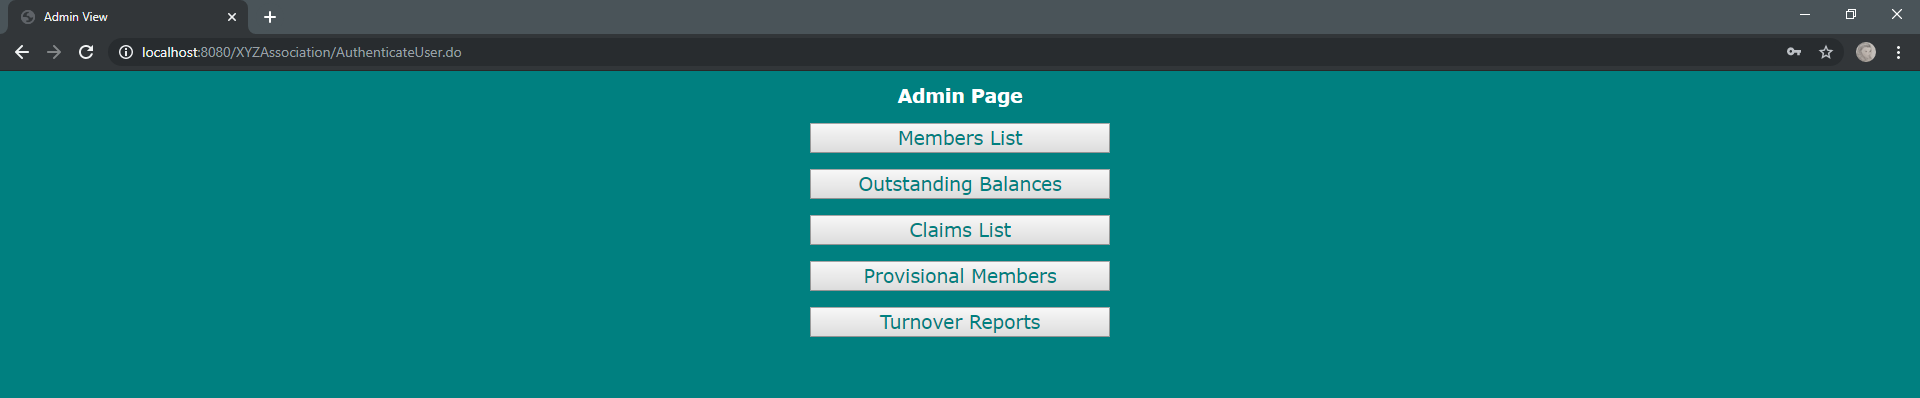 Admin View
localhost:8080/XYZAssociation/AuthenticateUser.do
Admin Page
Members List
Outstanding Balances
Claims List
Provisional Members
Turnover Reports